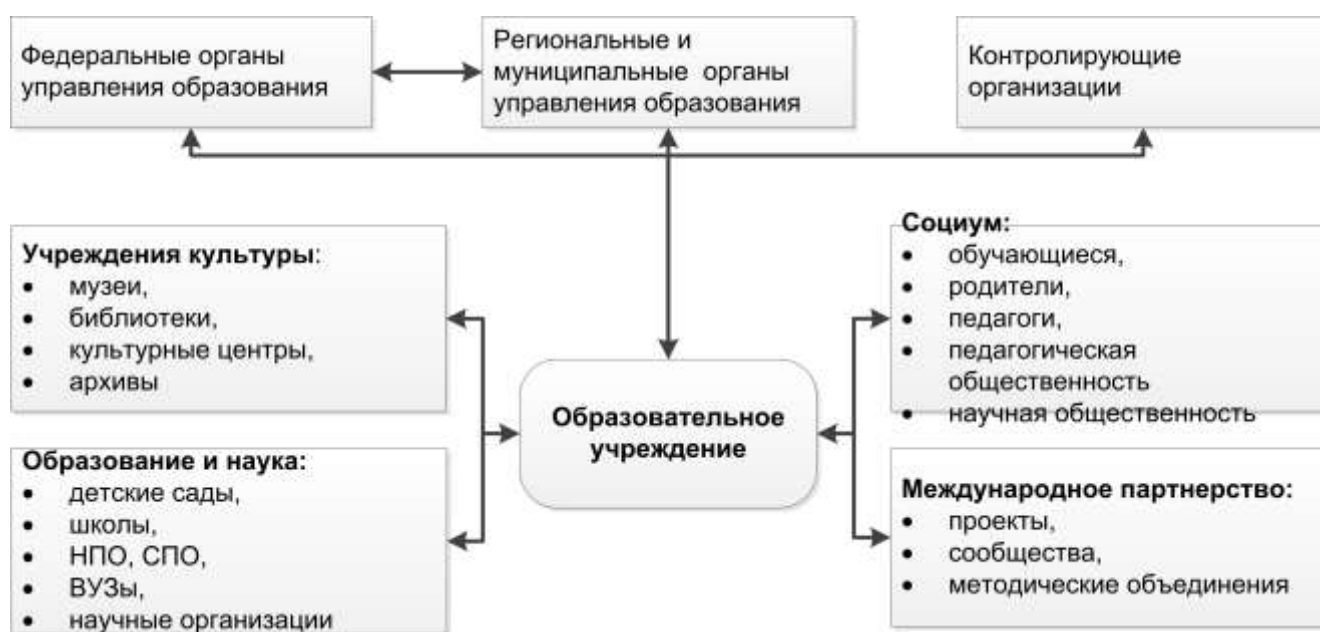 Федеральные органы
управления образования
Региональные и
муниципальные органы
управления образования
Контролирующие
организации
Учреждения культуры:
• музеи,
• библиотеки,
• культурные центры,
• архивы
Социум:
• обучающиеся,
• родители,
• педагоги,
• педагогическая
общественность
• научная общественность
Образовательное
учреждение
Образование и наука:
• детские сады,
• школы,
• НПО, СПО,
• ВУЗы,
• научные организации
Международное партнерство:
• проекты,
• сообщества,
• методические объединения